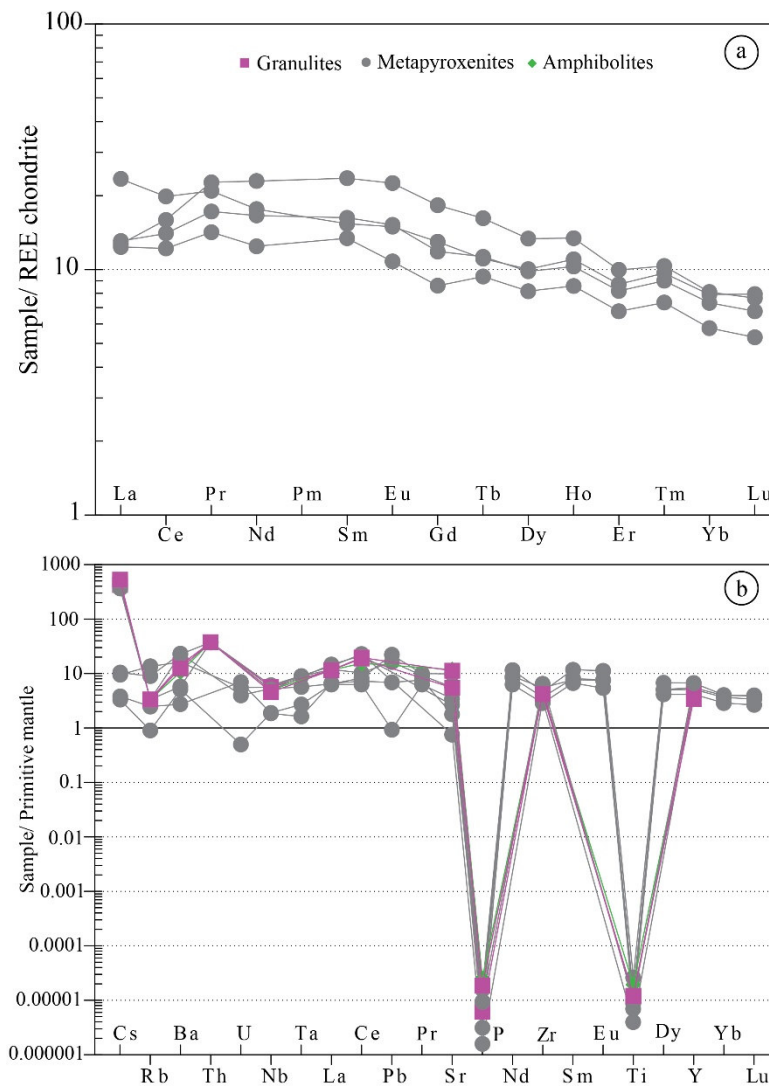 100
a
Granulites Metapyroxenites Amphibolites
Sample/ REE chondrite
10
1
La Pr Pm Eu Tb Ho Tm Lu
Ce Nd Sm Gd Dy Er Yb
1000
b
100
10
1
0.1
0.01
0.001
0.0001
0.00001
0.000001
Sample/ Primitive mantle
Cs Ba U Ta Ce Pr P Zr Eu Dy Yb
Rb Th Nb La Pb Sr Nd Sm Ti Y Lu